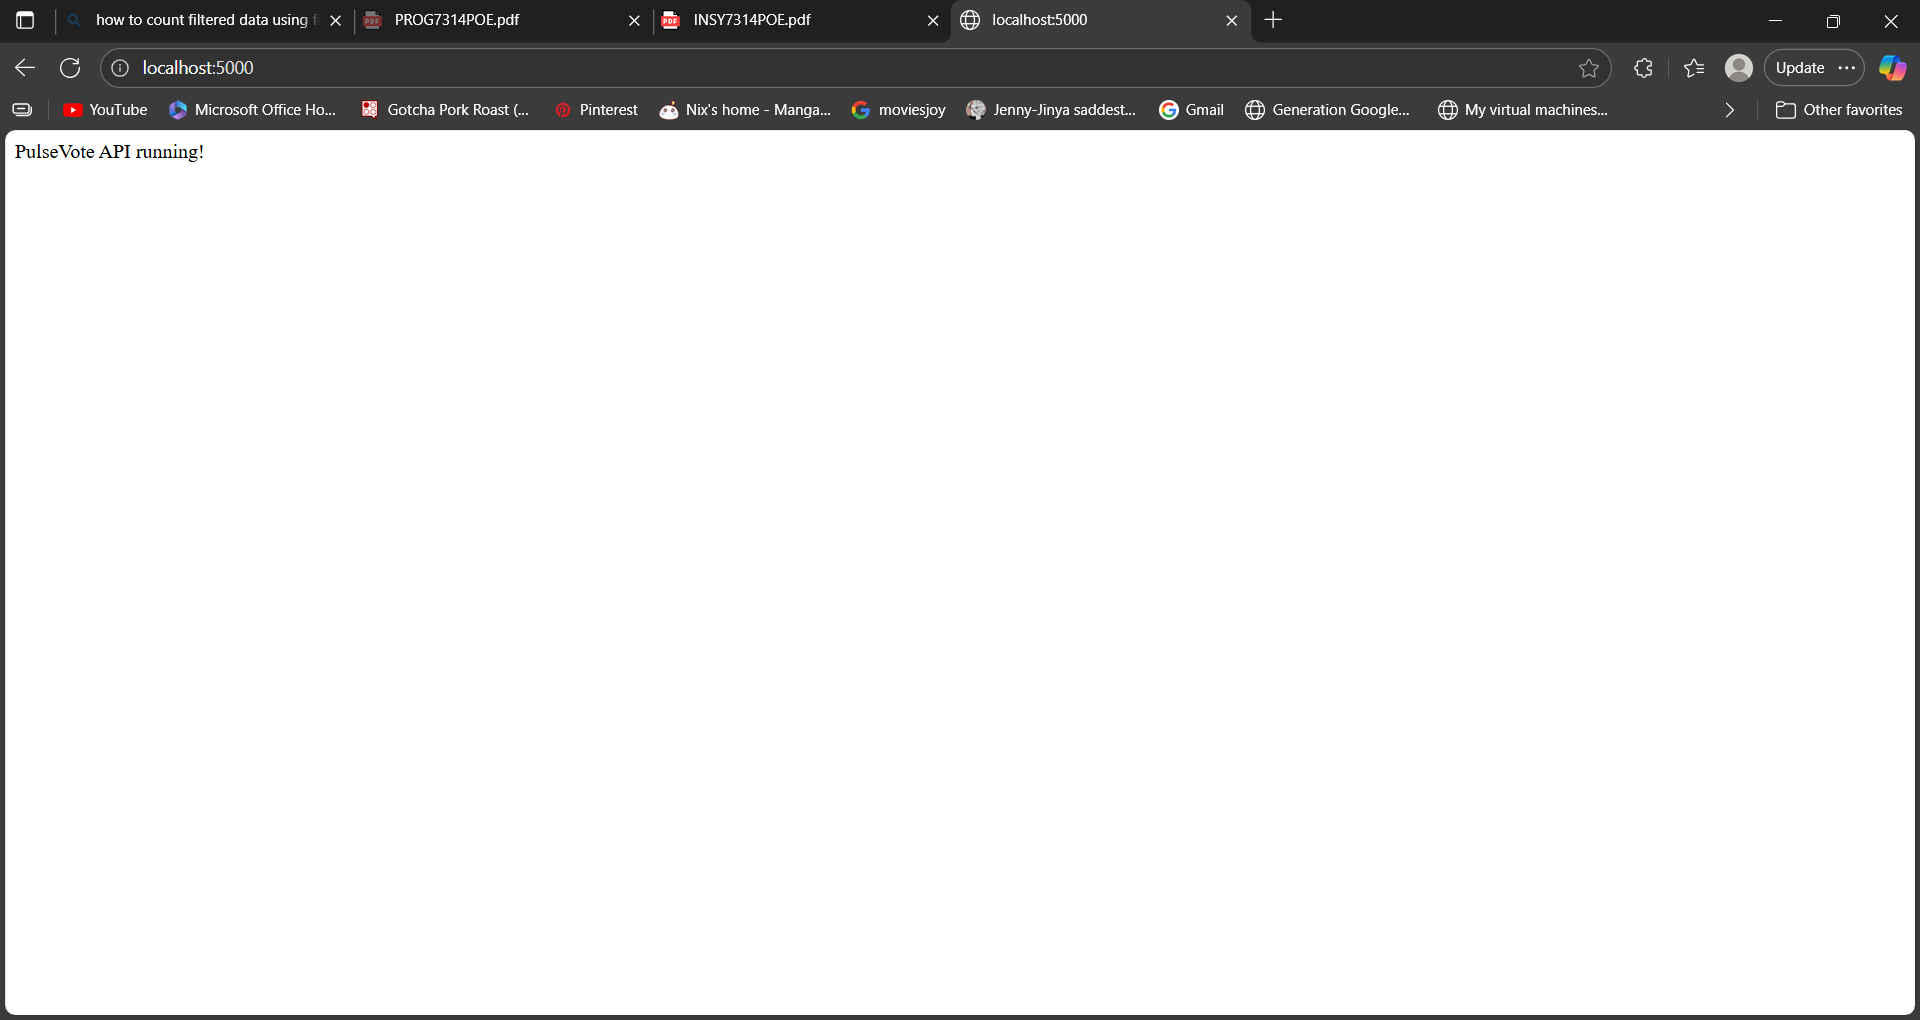 how to count filtered data using f
PROG7314POE.pdf
INSY7314POE.pdf
localhost:5000
localhost:5000
Update
YouTube
Microsoft Office Ho...
Gotcha Pork Roast (...
Pinterest
Nix's home - Manga...
moviesjoy
Jenny-Jinya saddest...
Gmail
Generation Google...
My virtual machines...
Other favorites
PulseVote API running!